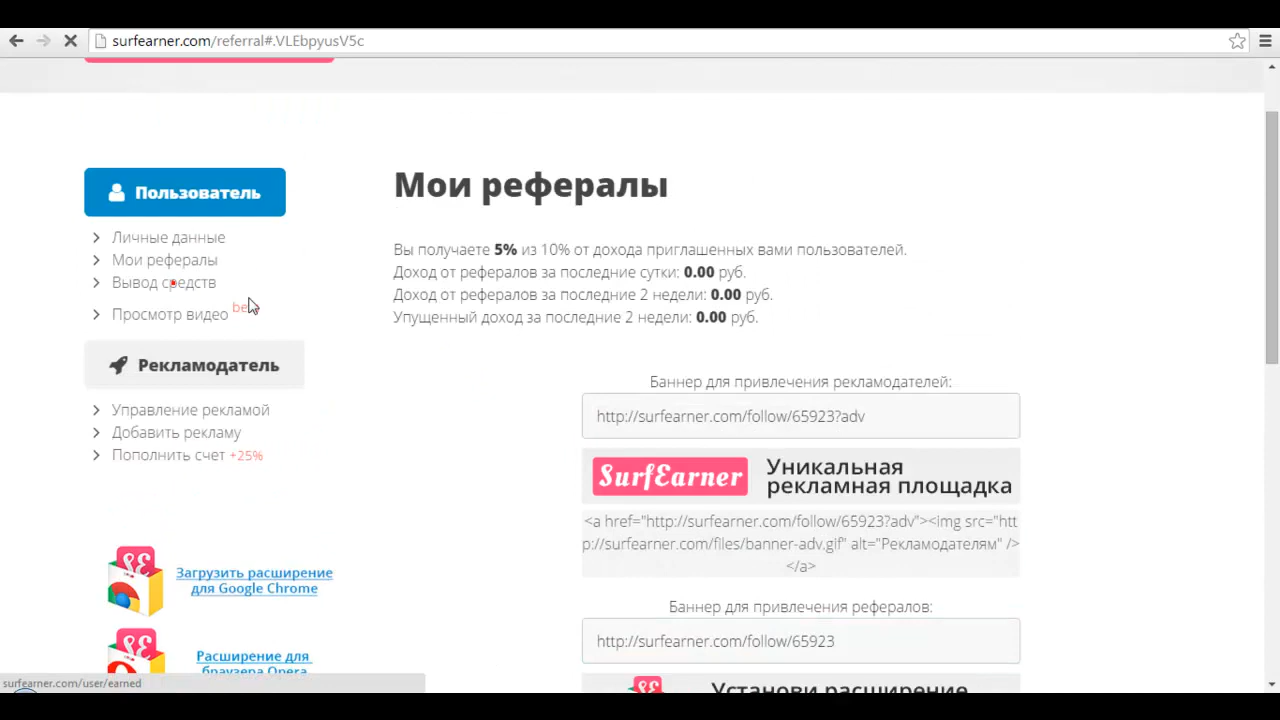 surfearner.com/referral#.VLEbpyusV5c
Пользователь
Личные данные
Мои рефералы
Вывод средств
Просмотр видео
Рекламодатель
Управление рекламой
Добавить рекламу
Пополнить счет +25%
Загрузить расширение
для Google Chrome
Расширение для
браузера Opera
surfearner.com/user/earned
Мои рефералы
Вы получаете 5% из 10% от дохода приглашенных вами пользователей.
Доход от рефералов за последние сутки: 0.00 руб.
Доход от рефералов за последние 2 недели: 0.00 руб.
Упущенный доход за последние 2 недели: 0.00 руб.
Баннер для привлечения рекламодателей:
http://surfearner.com/follow/65923?adv
SurfEarner Уникальная
рекламная площадка
<a href="http://surfearner.com/follow/65923?adv"><img src="htt
p://surfearner.com/files/banner-adv.gif" alt="Рекламодателям" />
</a>
Баннер для привлечения рефералов:
http://surfearner.com/follow/65923
Установи расширение